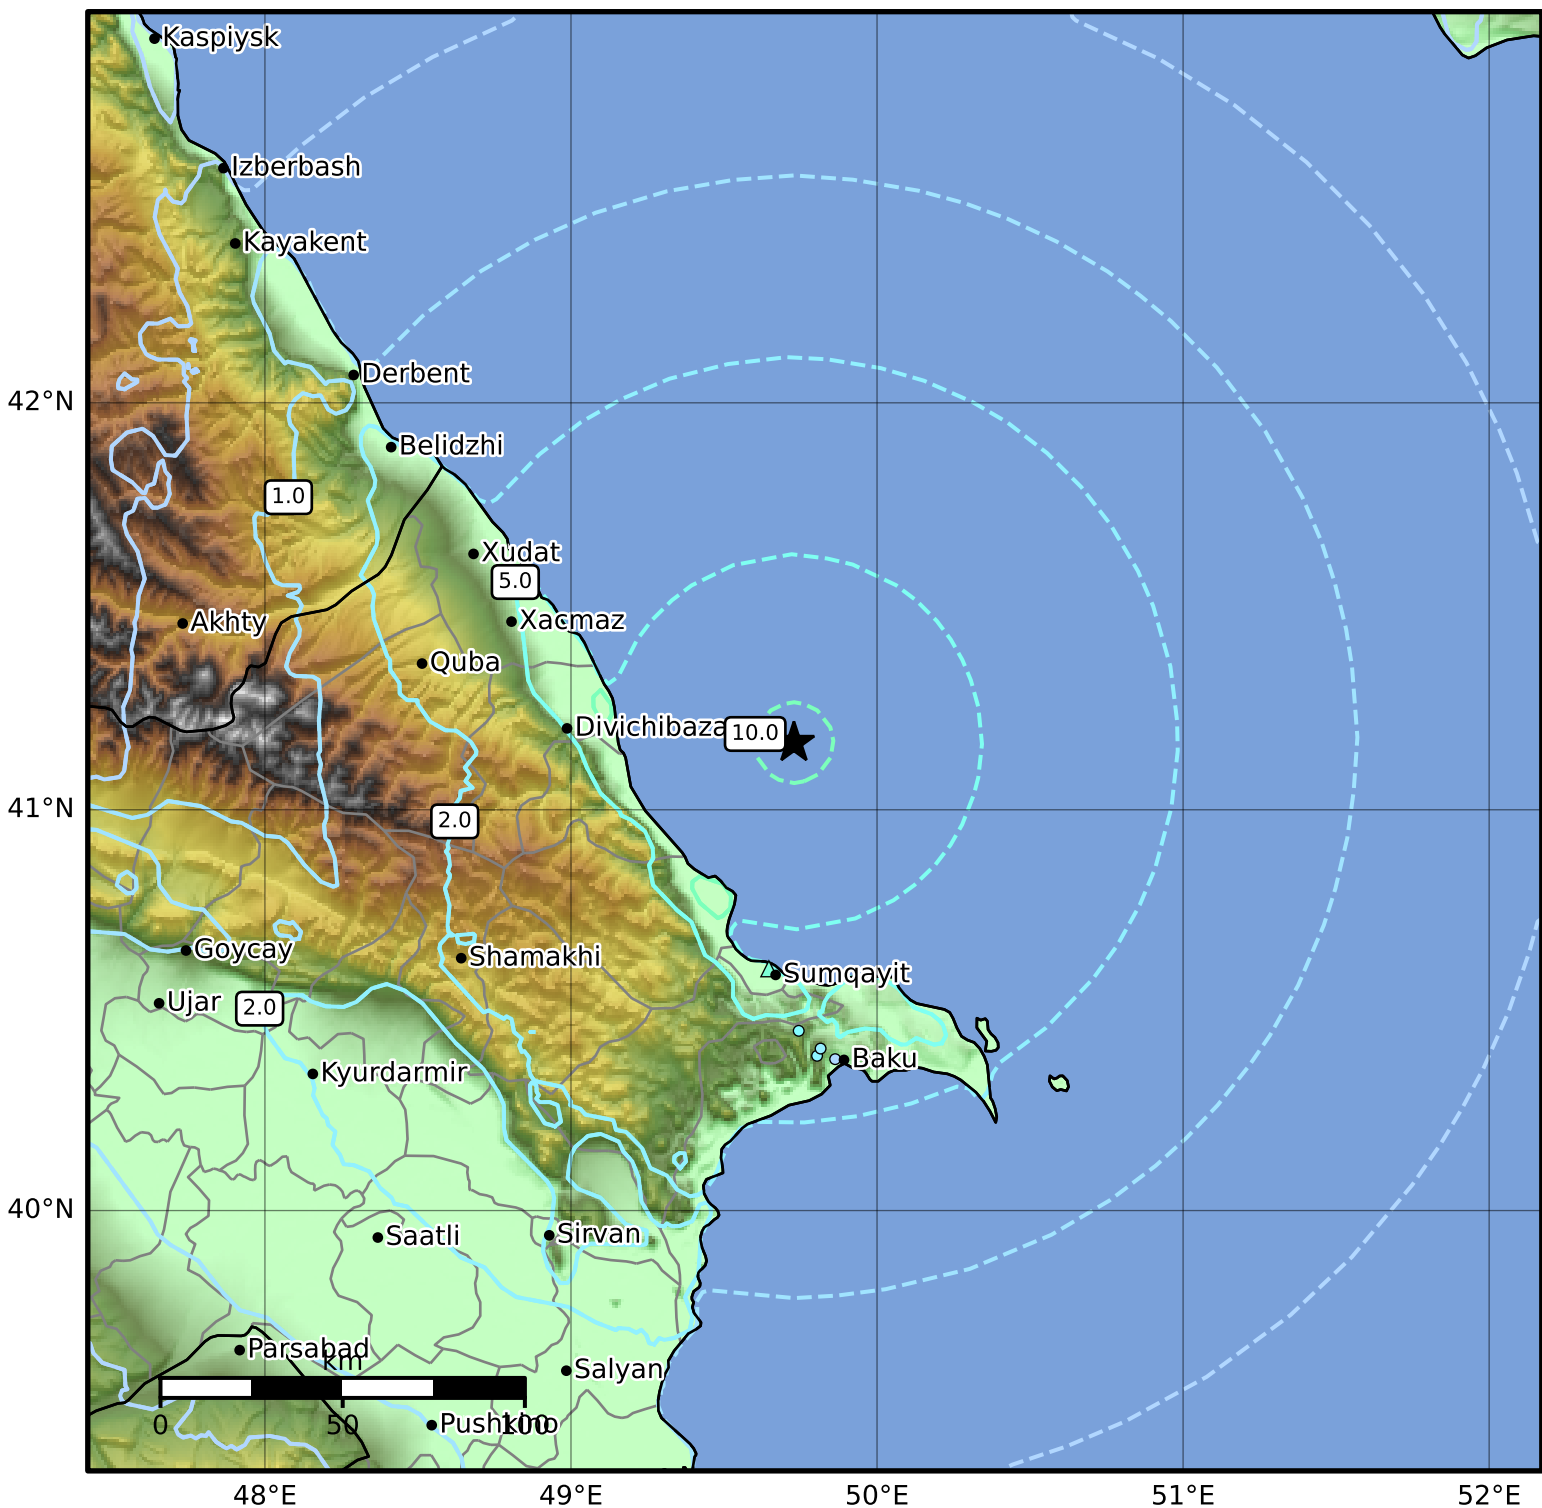 Kaspiysk
Izberbash
Kayakent
Derbent
42°N
Belidzhi
1.0
Xudat
5.0
Akhty
Xacmaz
Quba
Divichibaza
10.0
41°N
2.0
Goycay
Shamakhi
Sumqayit
Ujar
2.0
Baku
Kyurdarmir
40°N
Saatli
Sirvan
Parsabad
km
Salyan
0
50
100
Pushkino
48°E
49°E
50°E
51°E
52°E